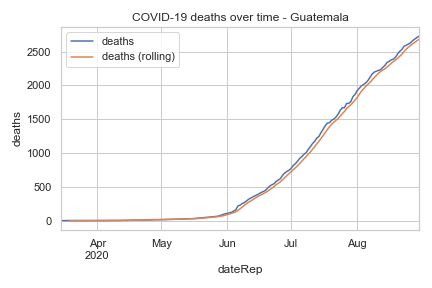 COVID-19 deaths over time - Guatemala
deaths
deaths (rolling)
2500
2000
1500
1000
500
0
deaths
Apr
2020
May
Jun
Jul
Aug
dateRep